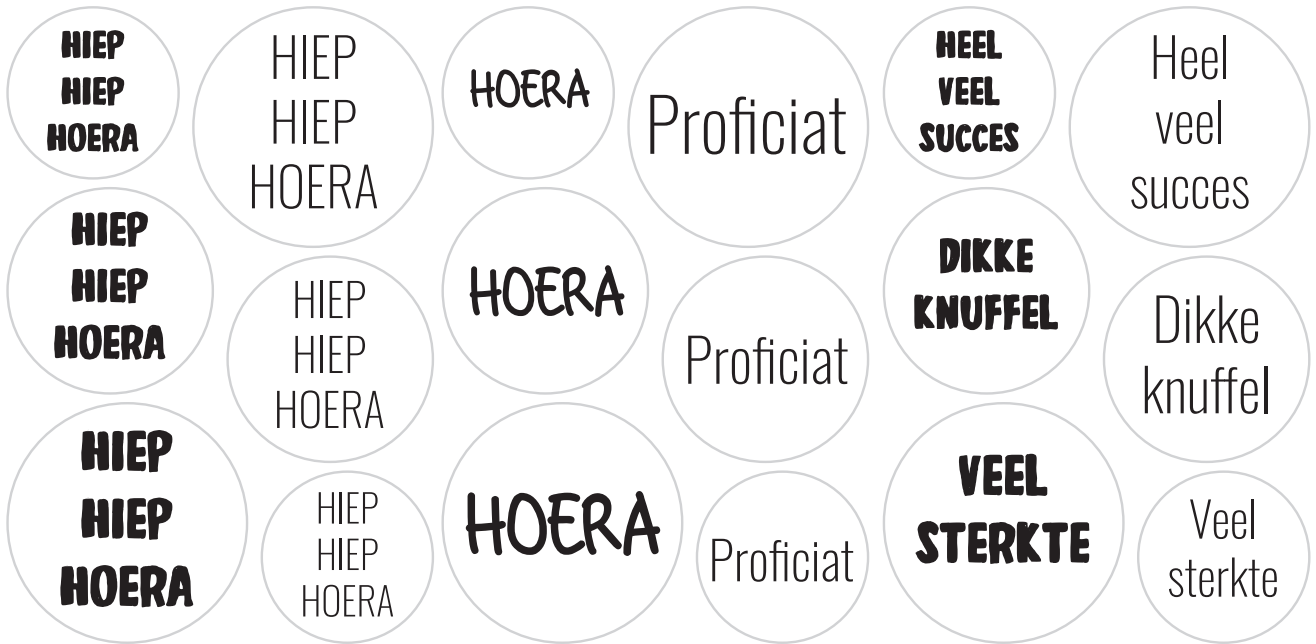 HIEP
HIEP
HOERA
HIEP
HIEP
HOERA
HOERA
Proficiat
HEEL
VEEL
SUCCES
Heel
veel
succes
HIEP
HIEP
HOERA
HIEP
HIEP
HOERA
HOERA
Proficiat
DIKKE
KNUFFEL
Dikke
knuffel
HIEP
HIEP
HOERA
HIEP
HIEP
HOERA
HOERA
Proficiat
VEEL
STERKTE
Veel
sterkte